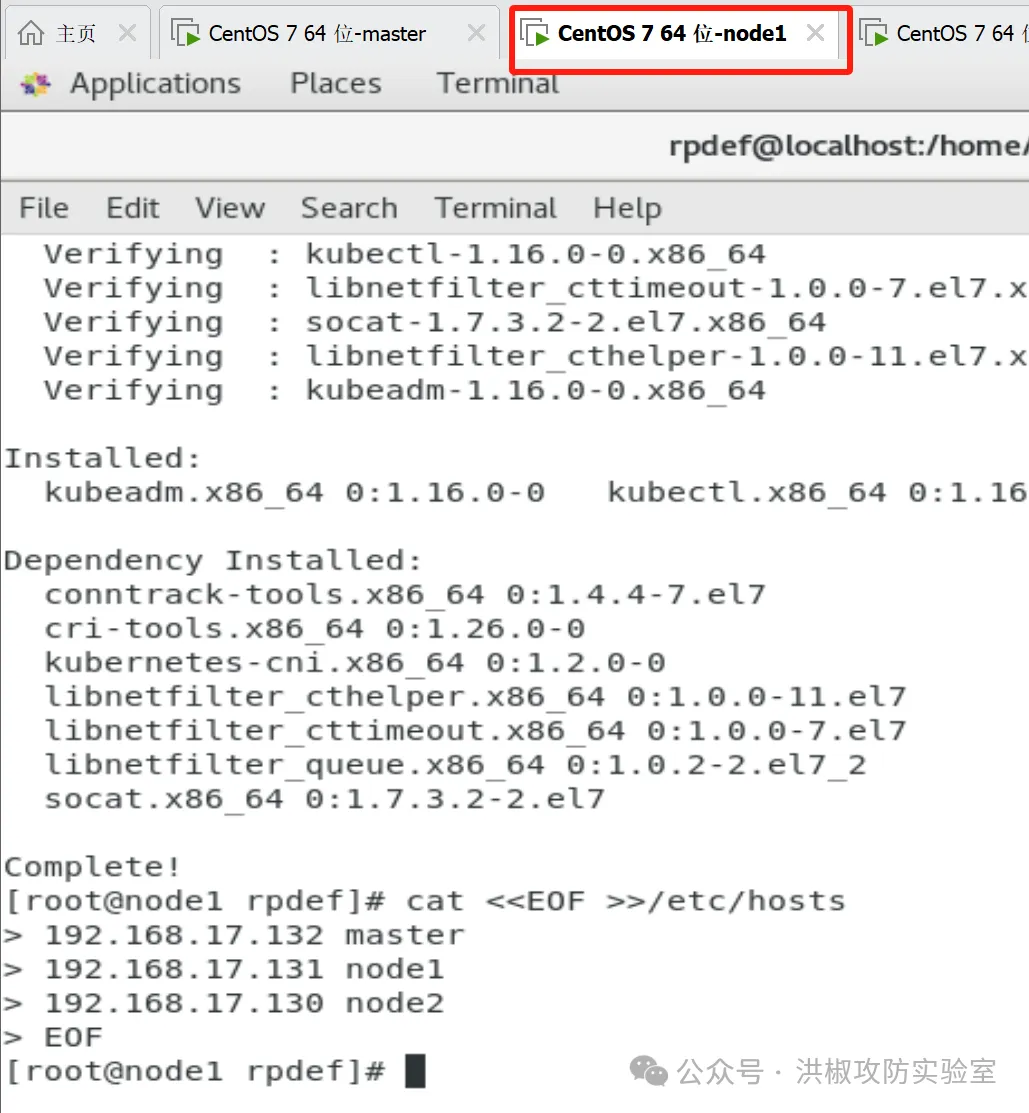 主页 CentOS 7 64 位-master CentOS 7 64 位-node1 CentOS 7 64
Applications Places Terminal
rpdef@localhost:/home/
File Edit View Search Terminal Help
Verifying : kubectl-1.16.0-0.x86_64
Verifying : libnetfilter_cttimeout-1.0.0-7.el7.x
Verifying : socat-1.7.3.2-2.el7.x86_64
Verifying : libnetfilter_cthelper-1.0.0-11.el7.x
Verifying : kubeadm-1.16.0-0.x86_64
Installed:
kubeadm.x86_64 0:1.16.0-0 kubectl.x86_64 0:1.16
Dependency Installed:
conntrack-tools.x86_64 0:1.4.4-7.el7
cri-tools.x86_64 0:1.26.0-0
kubernetes-cni.x86_64 0:1.2.0-0
libnetfilter_cthelper.x86_64 0:1.0.0-11.el7
libnetfilter_cttimeout.x86_64 0:1.0.0-7.el7
libnetfilter_queue.x86_64 0:1.0.2-2.el7_2
socat.x86_64 0:1.7.3.2-2.el7
Complete!
[root@node1 rpdef]# cat <<EOF >>/etc/hosts
> 192.168.17.132 master
> 192.168.17.131 node1
> 192.168.17.130 node2
> EOF
[root@node1 rpdef]#
公众号 · 洪椒攻防实验室